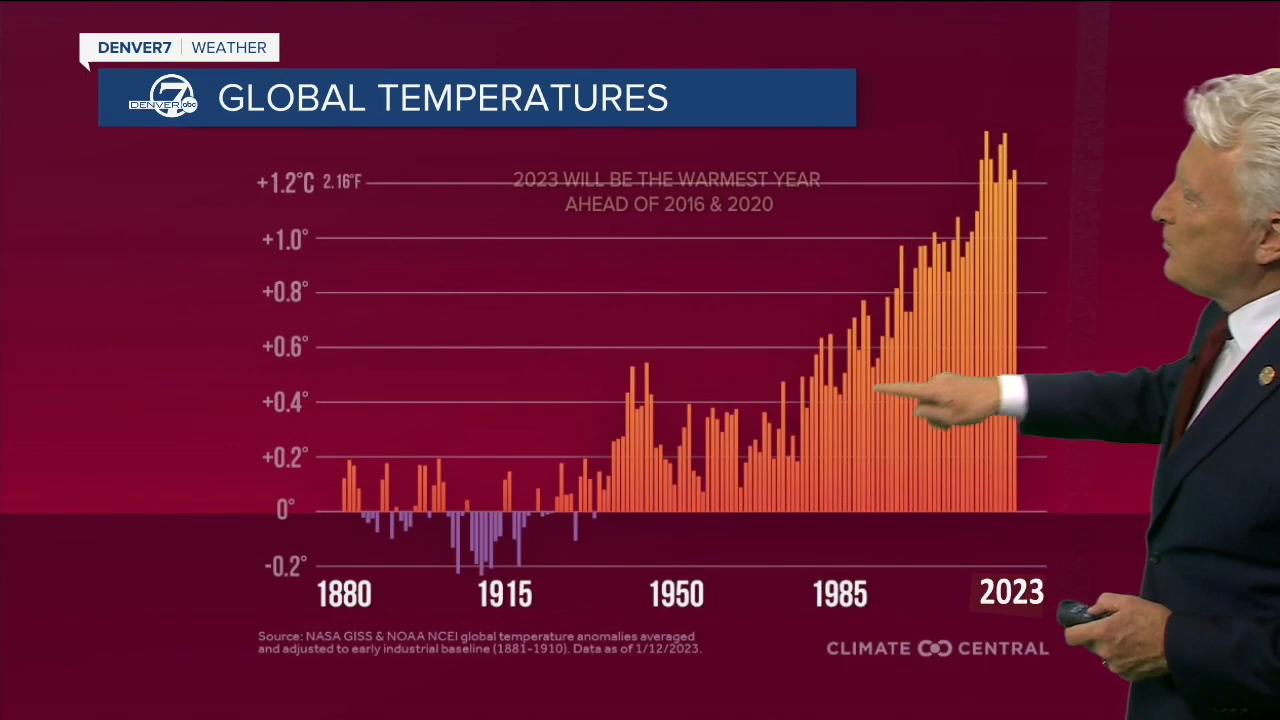 DENVER7 | WEATHER
7
DENVER abc
GLOBAL TEMPERATURES
+1.2°C 2.16°F
2023 WILL BE THE WARMEST YEAR
AHEAD OF 2016 & 2020
+1.0°
+0.8°
+0.6°
+0.4°
+0.2°
0°
-0.2°
1880 1915 1950 1985 2023
Source: NASA GISS & NOAA NCEI global temperature anomalies averaged
and adjusted to early industrial baseline (1881-1910). Data as of 1/12/2023.
CLIMATE CENTRAL